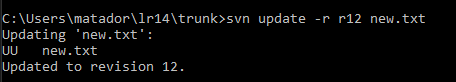 C:\Users\matador\lr14\trunk>svn update -r r12 new.txt
Updating 'new.txt':
UU   new.txt
Updated to revision 12.